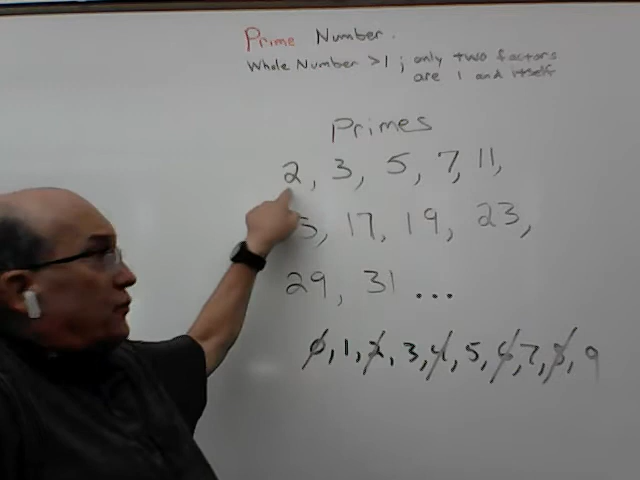 Prime Number.
Whole Number >1; only two factors
are 1 and itself
Primes
2, 3, 5, 7, 11,
3, 17, 19, 23,
29, 31 ...
0, 1, 2, 3, 4, 5, 6, 7, 8, 9